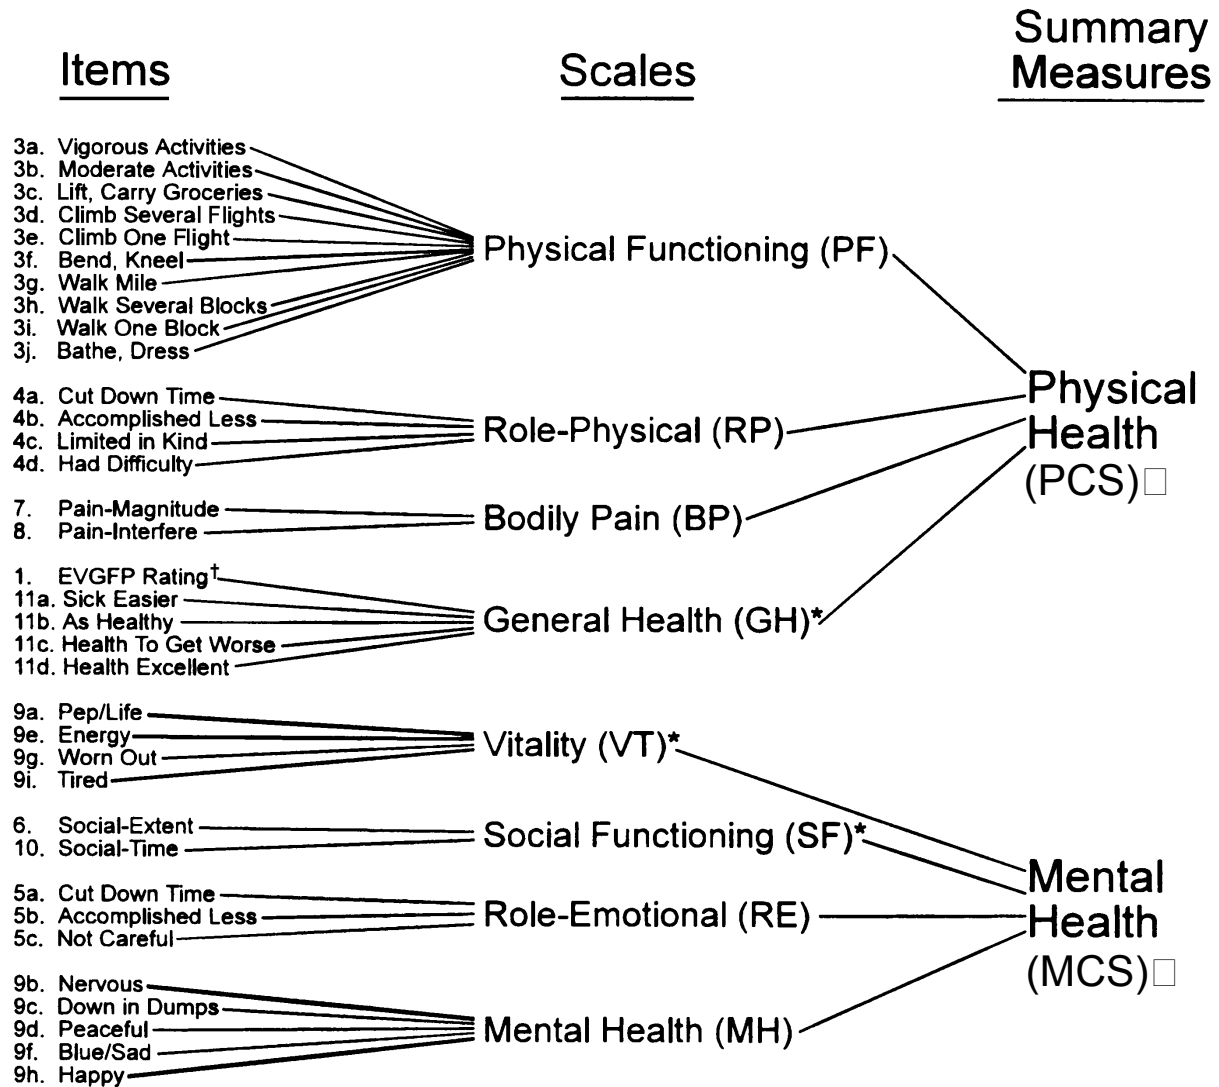 Items
Scales
Summary
Measures
3a. Vigorous Activities
3b. Moderate Activities
3c. Lift, Carry Groceries
3d. Climb Several Flights
3e. Climb One Flight
3f. Bend, Kneel
3g. Walk Mile
3h. Walk Several Blocks
3i. Walk One Block
3j. Bathe, Dress
Physical Functioning (PF)
4a. Cut Down Time
4b. Accomplished Less
4c. Limited in Kind
4d. Had Difficulty
Role-Physical (RP)
7. Pain-Magnitude
8. Pain-Interfere
Bodily Pain (BP)
1. EVGFP Rating†
11a. Sick Easier
11b. As Healthy
11c. Health To Get Worse
11d. Health Excellent
General Health (GH)*
Physical
Health
(PCS)□
9a. Pep/Life
9e. Energy
9g. Worn Out
9i. Tired
Vitality (VT)*
6. Social-Extent
10. Social-Time
Social Functioning (SF)*
5a. Cut Down Time
5b. Accomplished Less
5c. Not Careful
Role-Emotional (RE)
9b. Nervous
9c. Down in Dumps
9d. Peaceful
9f. Blue/Sad
9h. Happy
Mental Health (MH)
Mental
Health
(MCS)□